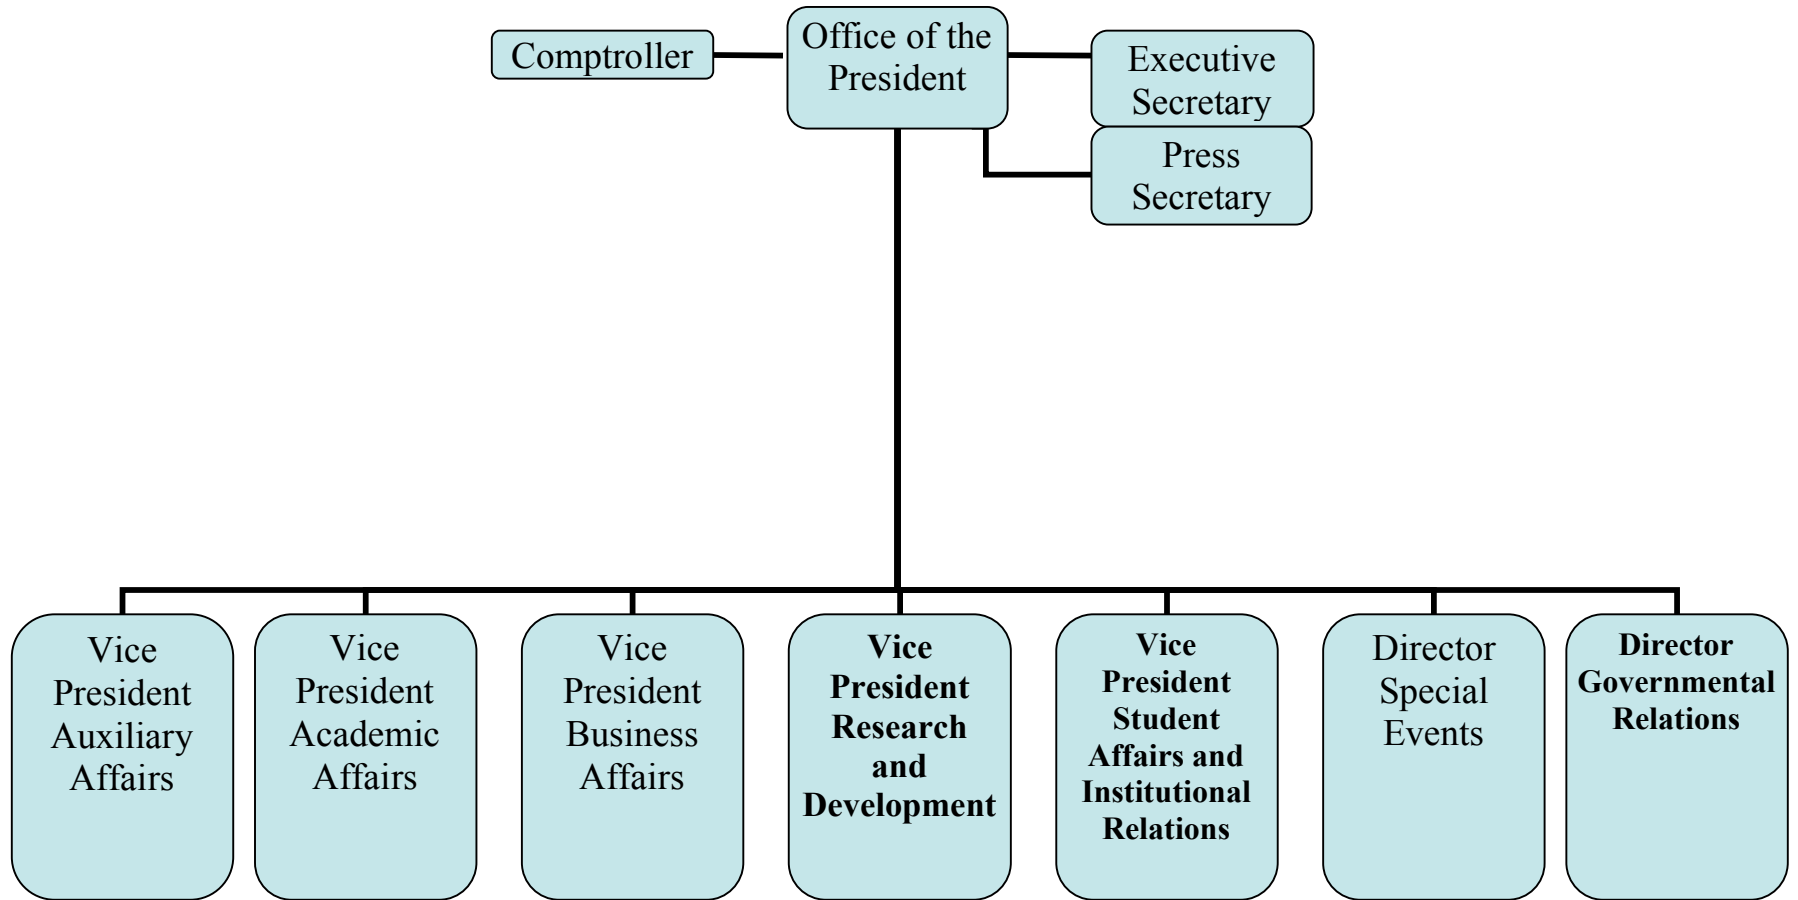 Comptroller
Office of the
President
Executive
Secretary
Press
Secretary
Vice
President
Auxiliary
Affairs
Vice
President
Academic
Affairs
Vice
President
Business
Affairs
Vice
President
Research
and
Development
Vice
President
Student
Affairs and
Institutional
Relations
Director
Special
Events
Director
Governmental
Relations